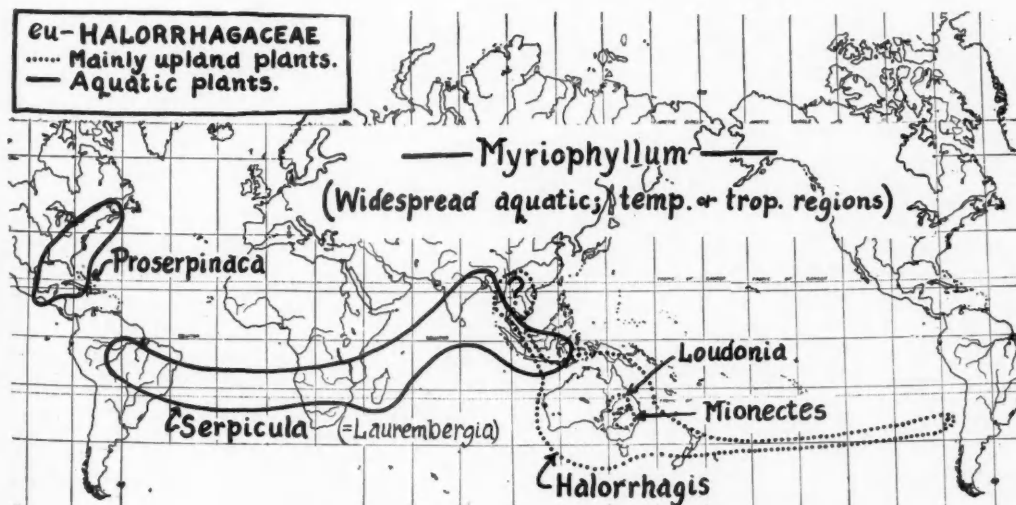 eu-HALORRHAGACEAE
Mainly upland plants.
Aquatic plants.
Myriophyllum
(Widespread aquatic; temp. or trop. regions)
Proserpinaca
?
Loudonia
Mionectes
Serpicula (=Laurembergia)
Halorrhagis